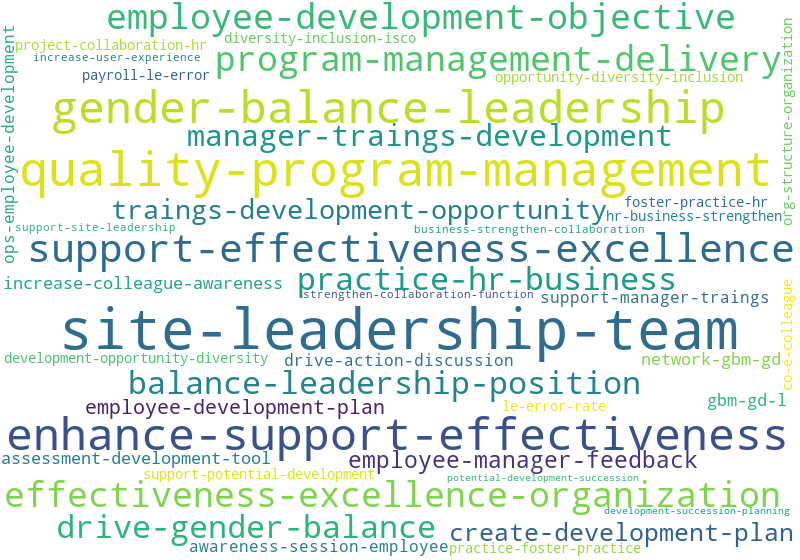 employee-development-objective
project-collaboration-hr
diversity-inclusion-isco
increase-user-experience
program-management-delivery
payroll-le-error
opportunity-diversity-inclusion
gender-balance-leadership
manager-traings-development
quality-program-management
ops-employee-development
org-structure-organization
traings-development-opportunity
foster-practice-hr
hr-business-strengthen
support-site-leadership
business-strengthen-collaboration
support-effectiveness-excellence
increase-colleague-awareness
practice-hr-business
strengthen-collaboration-function
support-manager-traings
site-leadership-team
co-e-colleague
development-opportunity-diversity
drive-action-discussion
network-gbm-gd
balance-leadership-position
gbm-gd-l
employee-development-plan
le-error-rate
enhance-support-effectiveness
assessment-development-tool
employee-manager-feedback
support-potential-development
potential-development-succession
effectiveness-excellence-organization
development-succession-planning
drive-gender-balance
create-development-plan
awareness-session-employee
practice-foster-practice